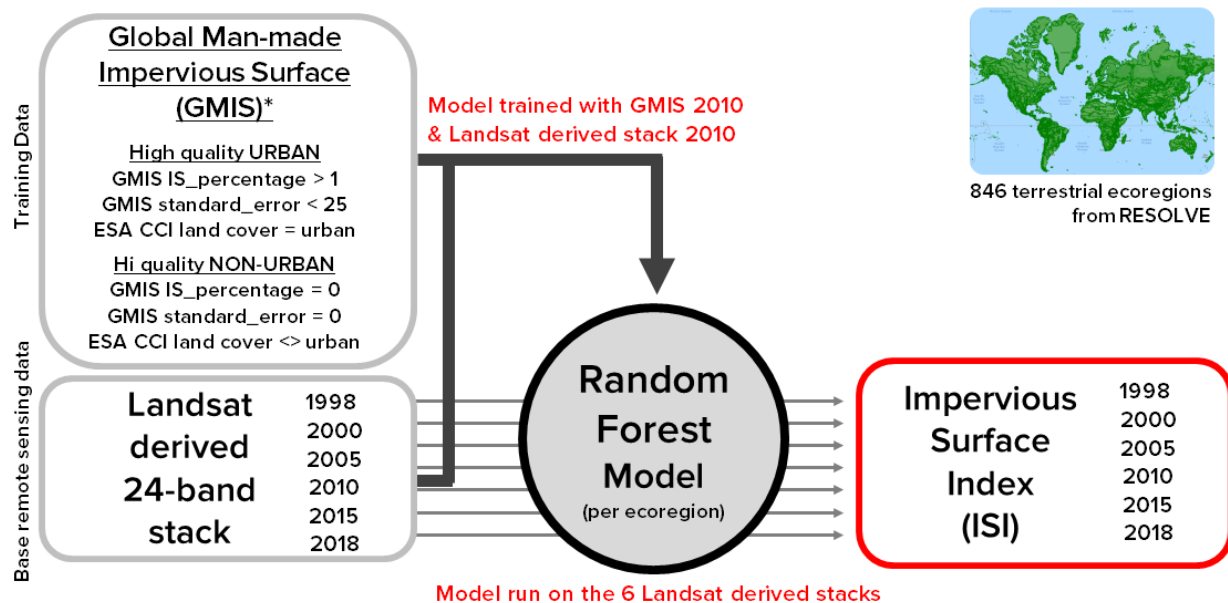 Training Data
Global Man-made
Impervious Surface
(GMIS)*
High quality URBAN
GMIS IS_percentage > 1
GMIS standard_error < 25
ESA CCI land cover = urban
Hi quality NON-URBAN
GMIS IS_percentage = 0
GMIS standard_error = 0
ESA CCI land cover <> urban
Model trained with GMIS 2010
& Landsat derived stack 2010
846 terrestrial ecoregions
from RESOLVE
Base remote sensing data
Landsat
derived
24-band
stack
1998
2000
2005
2010
2015
2018
Random
Forest
Model
(per ecoregion)
Impervious
Surface
Index
(ISI)
1998
2000
2005
2010
2015
2018
Model run on the 6 Landsat derived stacks